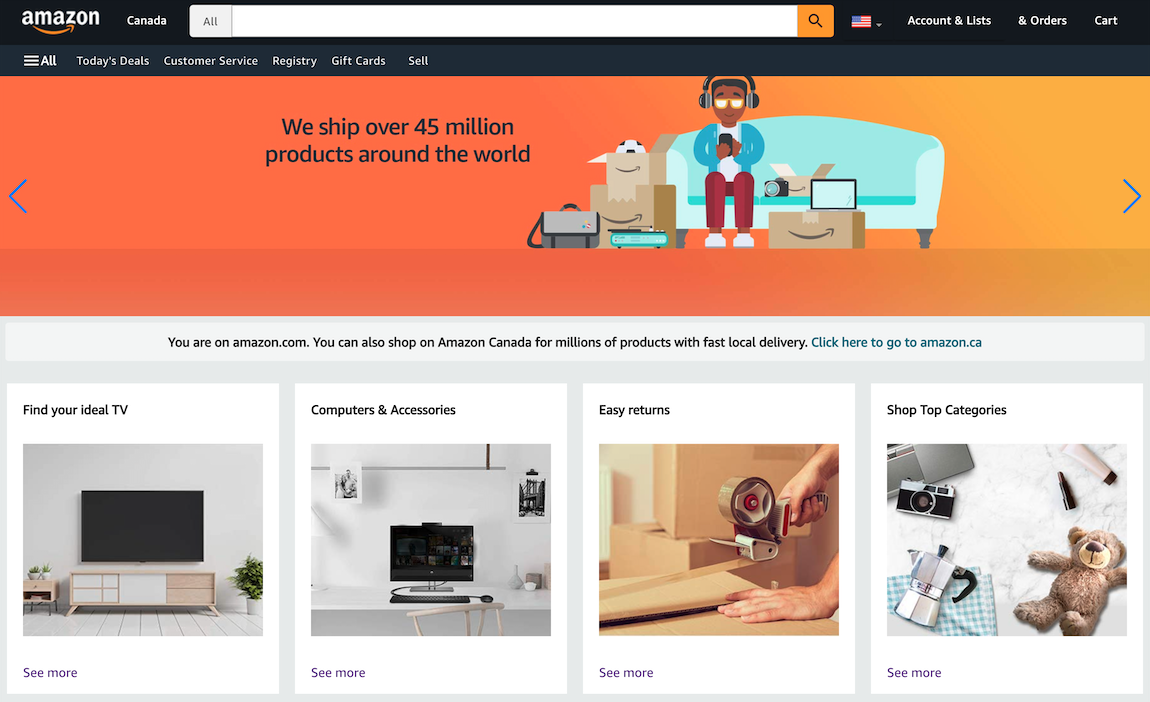 amazon
Canada
All
Account & Lists
& Orders
Cart
All
Today's Deals
Customer Service
Registry
Gift Cards
Sell
We ship over 45 million
products around the world
You are on amazon.com. You can also shop on Amazon Canada for millions of products with fast local delivery. Click here to go to amazon.ca
Find your ideal TV
Computers & Accessories
Easy returns
Shop Top Categories
See more
See more
See more
See more